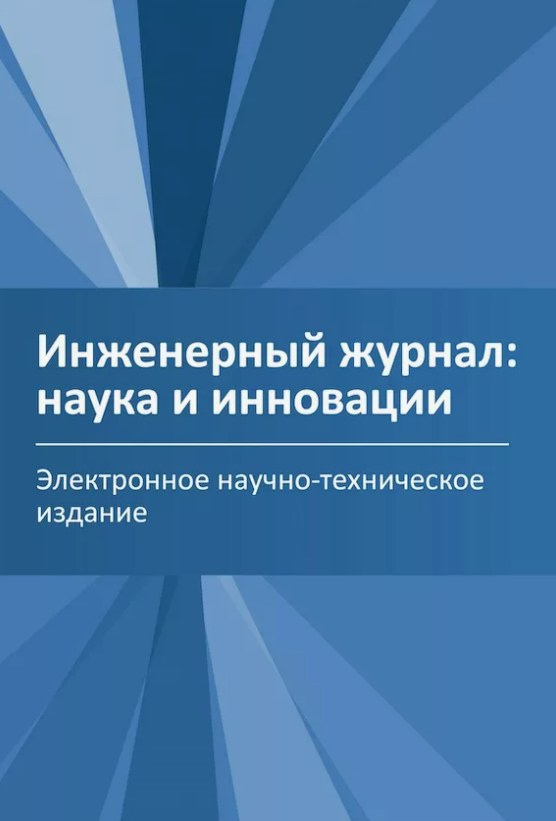 Инженерный журнал:
наука и инновации
Электронное научно-техническое
издание